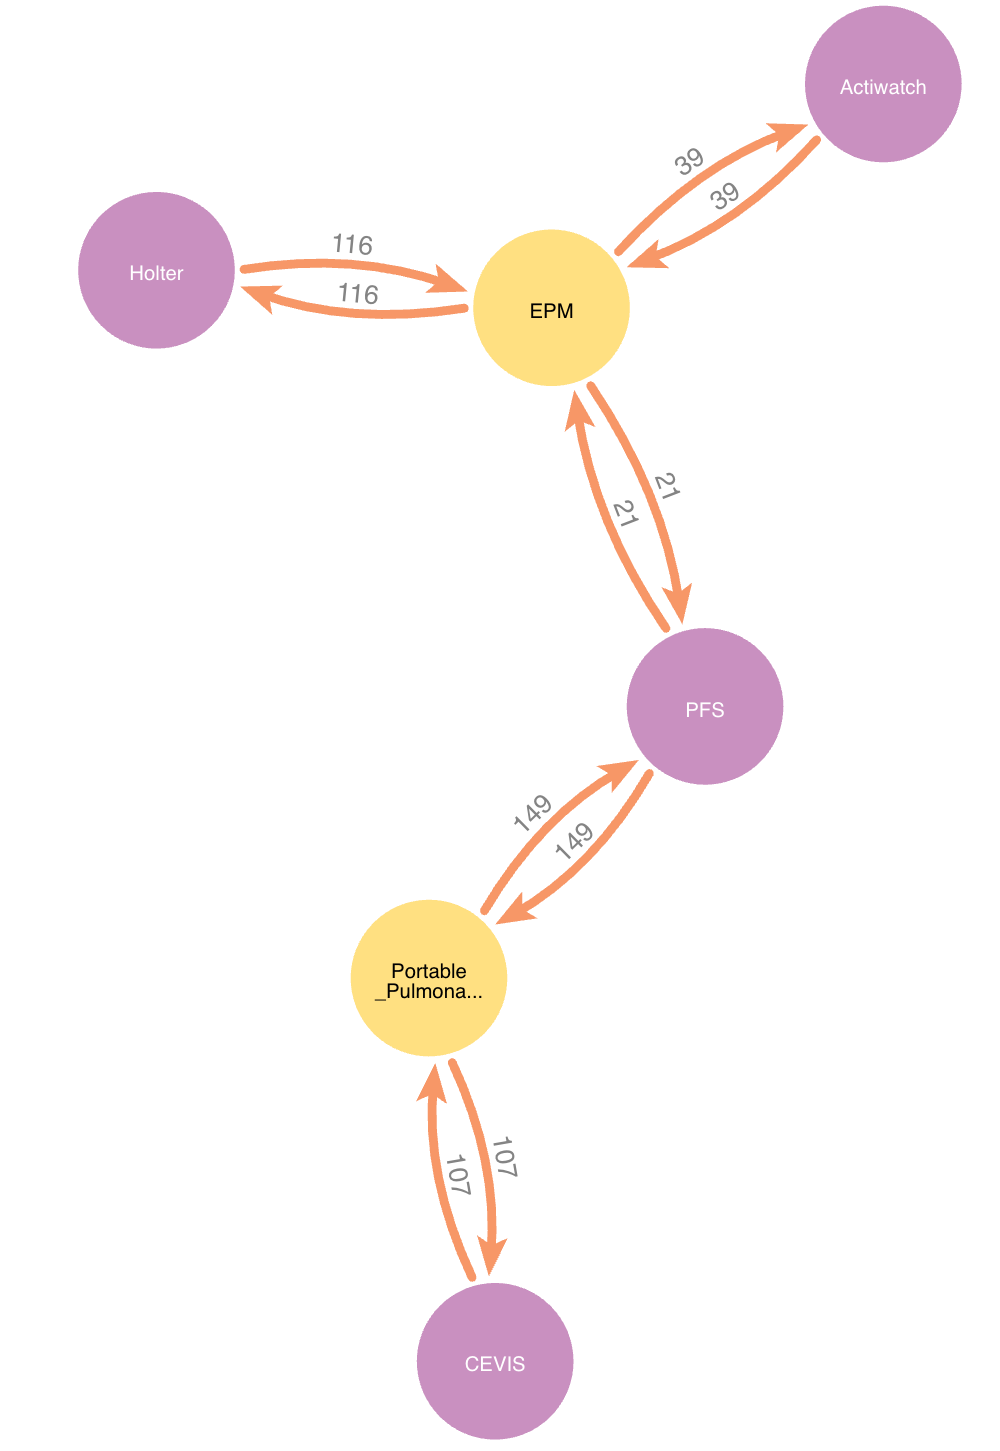 Actiwatch
39
39
Holter
116
116
EPM
21
21
PFS
149
149
Portable
_Pulmona...
107
107
CEVIS